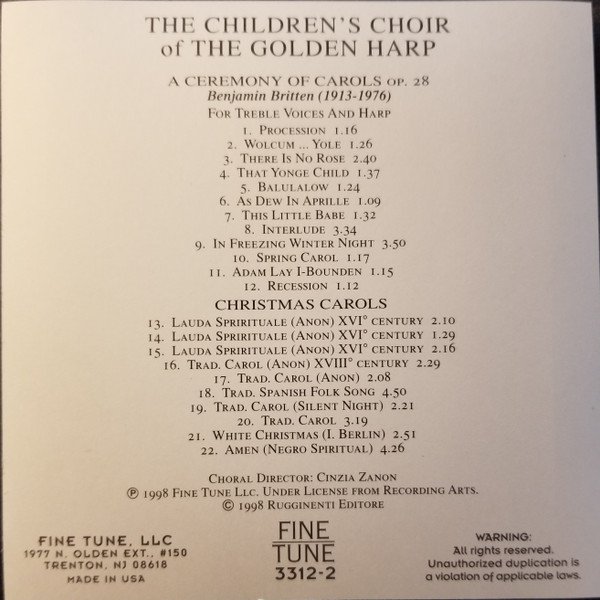 THE CHILDREN'S CHOIR
of THE GOLDEN HARP
A CEREMONY OF CAROLS OP. 28
Benjamin Britten (1913-1976)
FOR TREBLE VOICES AND HARP
1. PROCESSION 1.16
2. WOLCUM ... YOLE 1.26
3. THERE IS NO ROSE 2.40
4. THAT YONGE CHILD 1.37
5. BALULALOW 1.24
6. AS DEW IN APRILLE 1.09
7. THIS LITTLE BABE 1.32
8. INTERLUDE 3.34
9. IN FREEZING WINTER NIGHT 3.50
10. SPRING CAROL 1.17
11. ADAM LAY I-BOUNDEN 1.15
12. RECESSION 1.12
CHRISTMAS CAROLS
13. LAUDA SPRIRITUALE (ANON) XVI° CENTURY 2.10
14. LAUDA SPRIRITUALE (ANON) XVI° CENTURY 1.29
15. LAUDA SPRIRITUALE (ANON) XVI° CENTURY 2.16
16. TRAD. CAROL (ANON) XVIII° CENTURY 2.29
17. TRAD. CAROL (ANON) 2.08
18. TRAD. SPANISH FOLK SONG 4.50
19. TRAD. CAROL (SILENT NIGHT) 2.21
20. TRAD. CAROL 3.19
21. WHITE CHRISTMAS (I. BERLIN) 2.51
22. AMEN (NEGRO SPIRITUAL) 4.26
CHORAL DIRECTOR: CINZIA ZANON
℗ 1998 FINE TUNE LLC. UNDER LICENSE FROM RECORDING ARTS.
© 1998 RUGGINENTI EDITORE
FINE TUNE, LLC
1977 N. OLDEN EXT., #150
TRENTON, NJ 08618
MADE IN USA
FINE
TUNE
3312-2
WARNING:
All rights reserved.
Unauthorized duplication is
a violation of applicable laws.